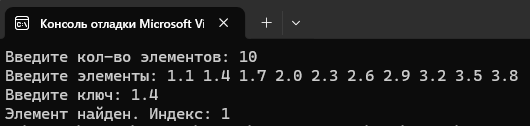 Консоль отладки Microsoft Vi
Введите кол-во элементов: 10
Введите элементы: 1.1 1.4 1.7 2.0 2.3 2.6 2.9 3.2 3.5 3.8
Введите ключ: 1.4
Элемент найден. Индекс: 1